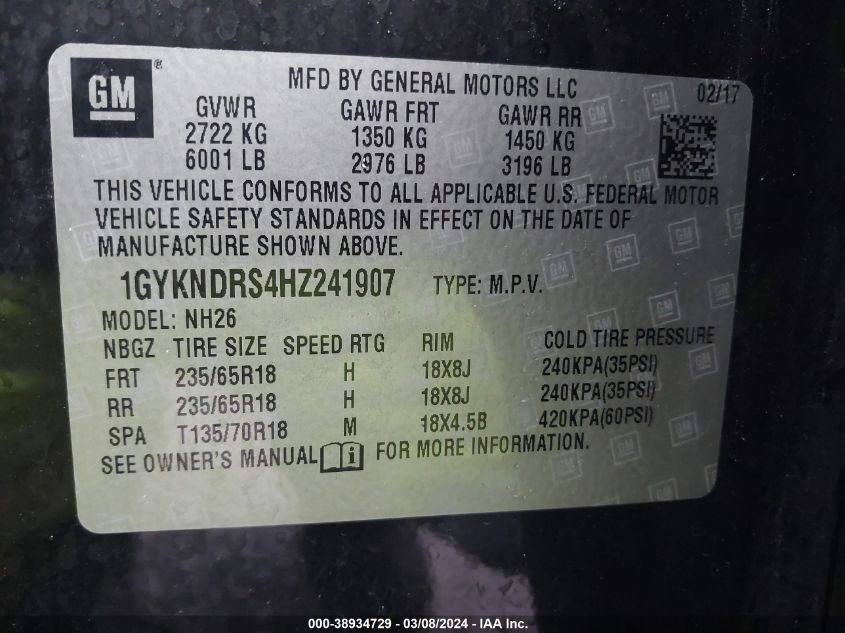 GM ®
MFD BY GENERAL MOTORS LLC
02/17
GVWR GAWR FRT GAWR RR
2722 KG 1350 KG 1450 KG
6001 LB 2976 LB 3196 LB
THIS VEHICLE CONFORMS TO ALL APPLICABLE U.S. FEDERAL MOTOR
VEHICLE SAFETY STANDARDS IN EFFECT ON THE DATE OF
MANUFACTURE SHOWN ABOVE.
1GYKNDRS4HZ241907 TYPE: M.P.V.
MODEL: NH26
NBGZ TIRE SIZE SPEED RTG RIM COLD TIRE PRESSURE
FRT 235/65R18 H 18X8J 240KPA(35PSI)
RR 235/65R18 H 18X8J 240KPA(35PSI)
SPA T135/70R18 M 18X4.5B 420KPA(60PSI)
SEE OWNER'S MANUAL i FOR MORE INFORMATION.
000-38934729 - 03/08/2024 - IAA Inc.